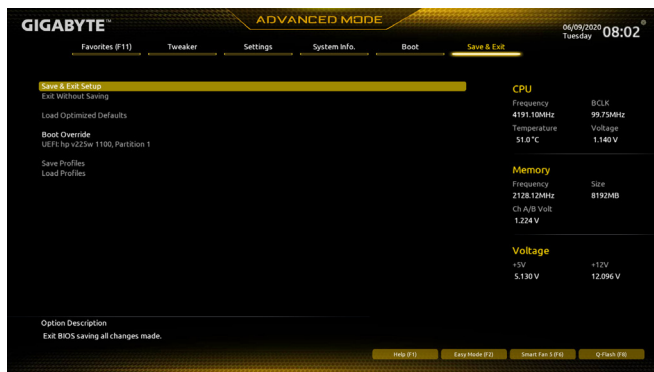 GIGABYTE™
ADVANCED MODE
06/09/2020 Tuesday 08:02
Favorites (F11) Tweaker Settings System Info. Boot Save & Exit
Save & Exit Setup
Exit Without Saving
Load Optimized Defaults
Boot Override
UEFI: hp v225w 1100, Partition 1
Save Profiles
Load Profiles
CPU
Frequency BCLK
4191.10MHz 99.75MHz
Temperature Voltage
51.0 °C 1.140 V
Memory
Frequency Size
2128.12MHz 8192MB
Ch A/B Volt
1.224 V
Voltage
+5V +12V
5.130 V 12.096 V
Option Description
Exit BIOS saving all changes made.
Help (F1) Easy Mode (F2) Smart Fan 5 (F6) Q-Flash (F8)